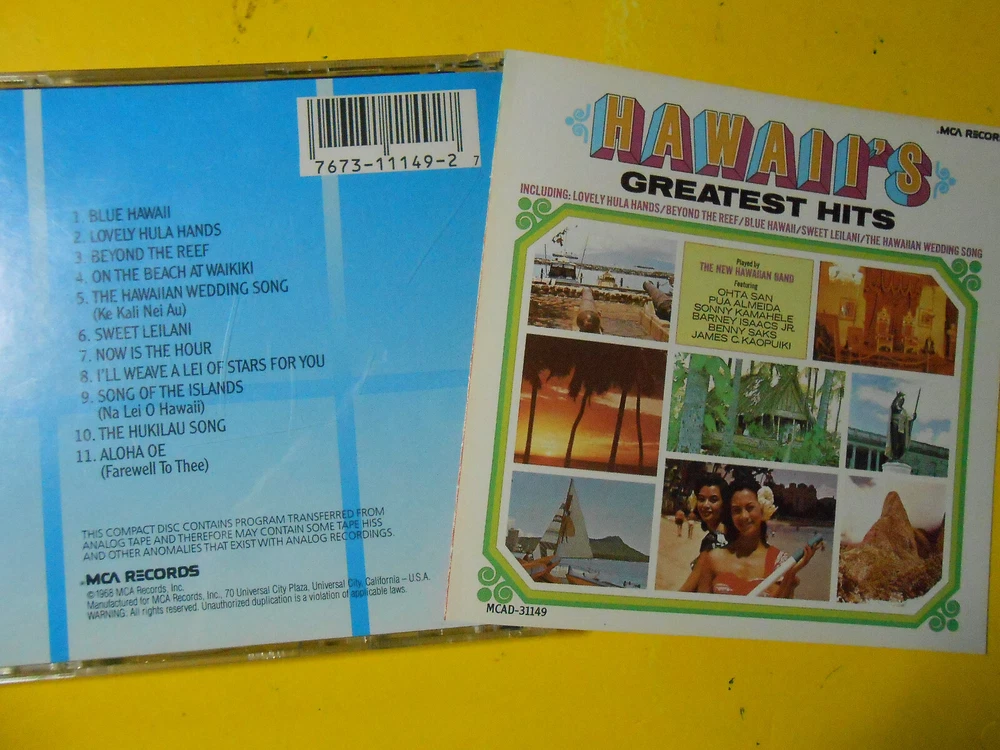 7673-11149-2 7
1. BLUE HAWAII
2. LOVELY HULA HANDS
3. BEYOND THE REEF
4. ON THE BEACH AT WAIKIKI
5. THE HAWAIIAN WEDDING SONG
(Ke Kali Nei Au)
6. SWEET LEILANI
7. NOW IS THE HOUR
8. I'LL WEAVE A LEI OF STARS FOR YOU
9. SONG OF THE ISLANDS
(Na Lei O Hawaii)
10. THE HUKILAU SONG
11. ALOHA OE
(Farewell To Thee)
THIS COMPACT DISC CONTAINS PROGRAM TRANSFERRED FROM
ANALOG TAPE AND THEREFORE MAY CONTAIN SOME TAPE HISS
AND OTHER ANOMALIES THAT EXIST WITH ANALOG RECORDINGS.
MCA RECORDS
©1968 MCA Records, Inc.
Manufactured for MCA Records, Inc., 70 Universal City Plaza, Universal City, California – U.S.A.
WARNING: All rights reserved. Unauthorized duplication is a violation of applicable laws.
MCA RECOR
HAWAII'S
GREATEST HITS
INCLUDING: LOVELY HULA HANDS/BEYOND THE REEF/BLUE HAWAII/SWEET LEILANI/THE HAWAIIAN WEDDING SONG
Played by
THE NEW HAWAIIAN BAND
Featuring
OHTA SAN
PUA ALMEIDA
SONNY KAMAHELE
BARNEY ISAACS JR.
BENNY SAKS
JAMES C. KAOPUIKI
MCAD-31149